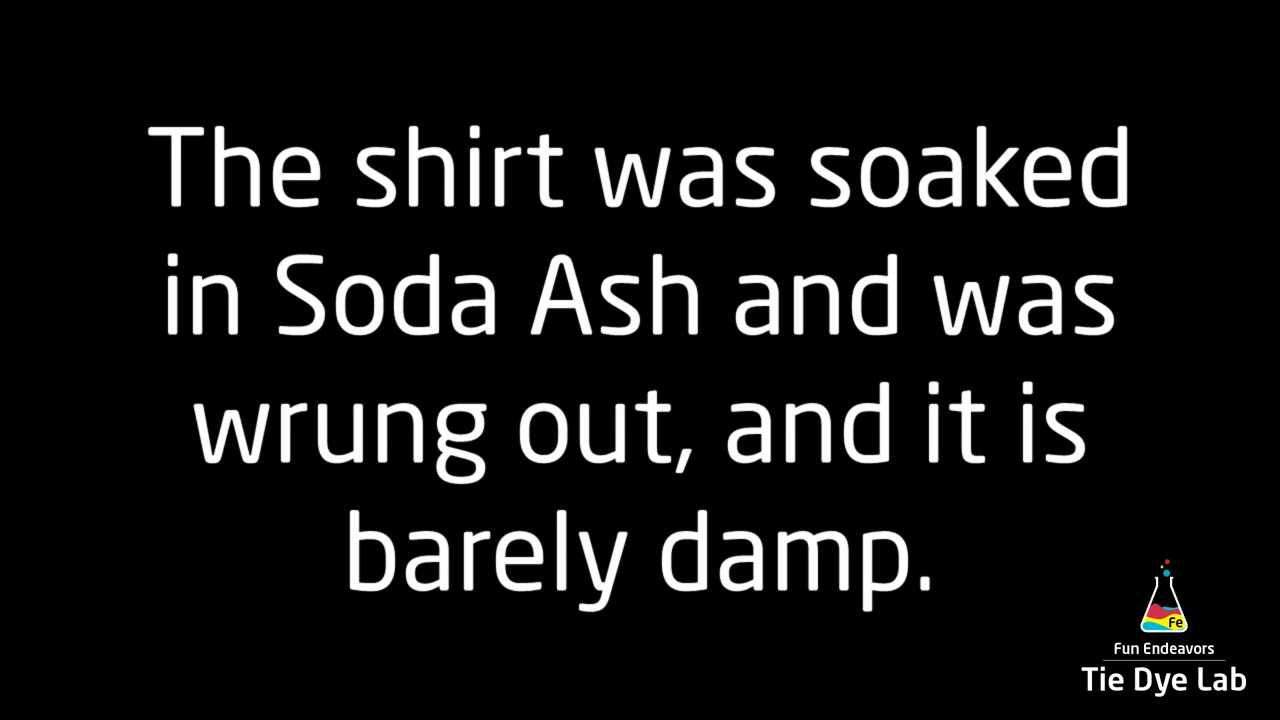 The shirt was soaked
in Soda Ash and was
wrung out, and it is
barely damp.
Fe
Fun Endeavors
Tie Dye Lab